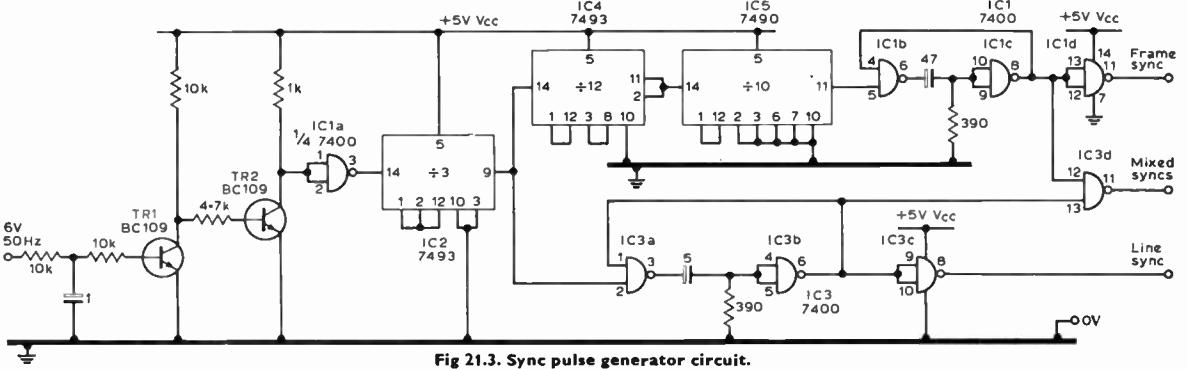 IC4
7493
IC5
7490
IC1
7400
+5V Vcc
+5V Vcc
IC1b
IC1c
IC1d
10k
1k
5
÷12
14
11
2
1 12 3 8 10
5
÷10
14
11
1 12 2 3 6 7 10
4
5
6
47
10
9
8
390
13
12
14
11
7
Frame
sync
IC1a
¼ 7400
1
2
3
5
÷3
14
9
1 2 12 10 3
IC2
7493
TR2
BC109
4·7k
TR1
BC109
6V
50Hz
10k
10k
1
IC3d
12
13
11
Mixed
syncs
IC3a
1
2
3
5
IC3b
4
5
6
390
IC3
7400
+5V Vcc
IC3c
9
10
8
Line
sync
0V
Fig 21.3. Sync pulse generator circuit.